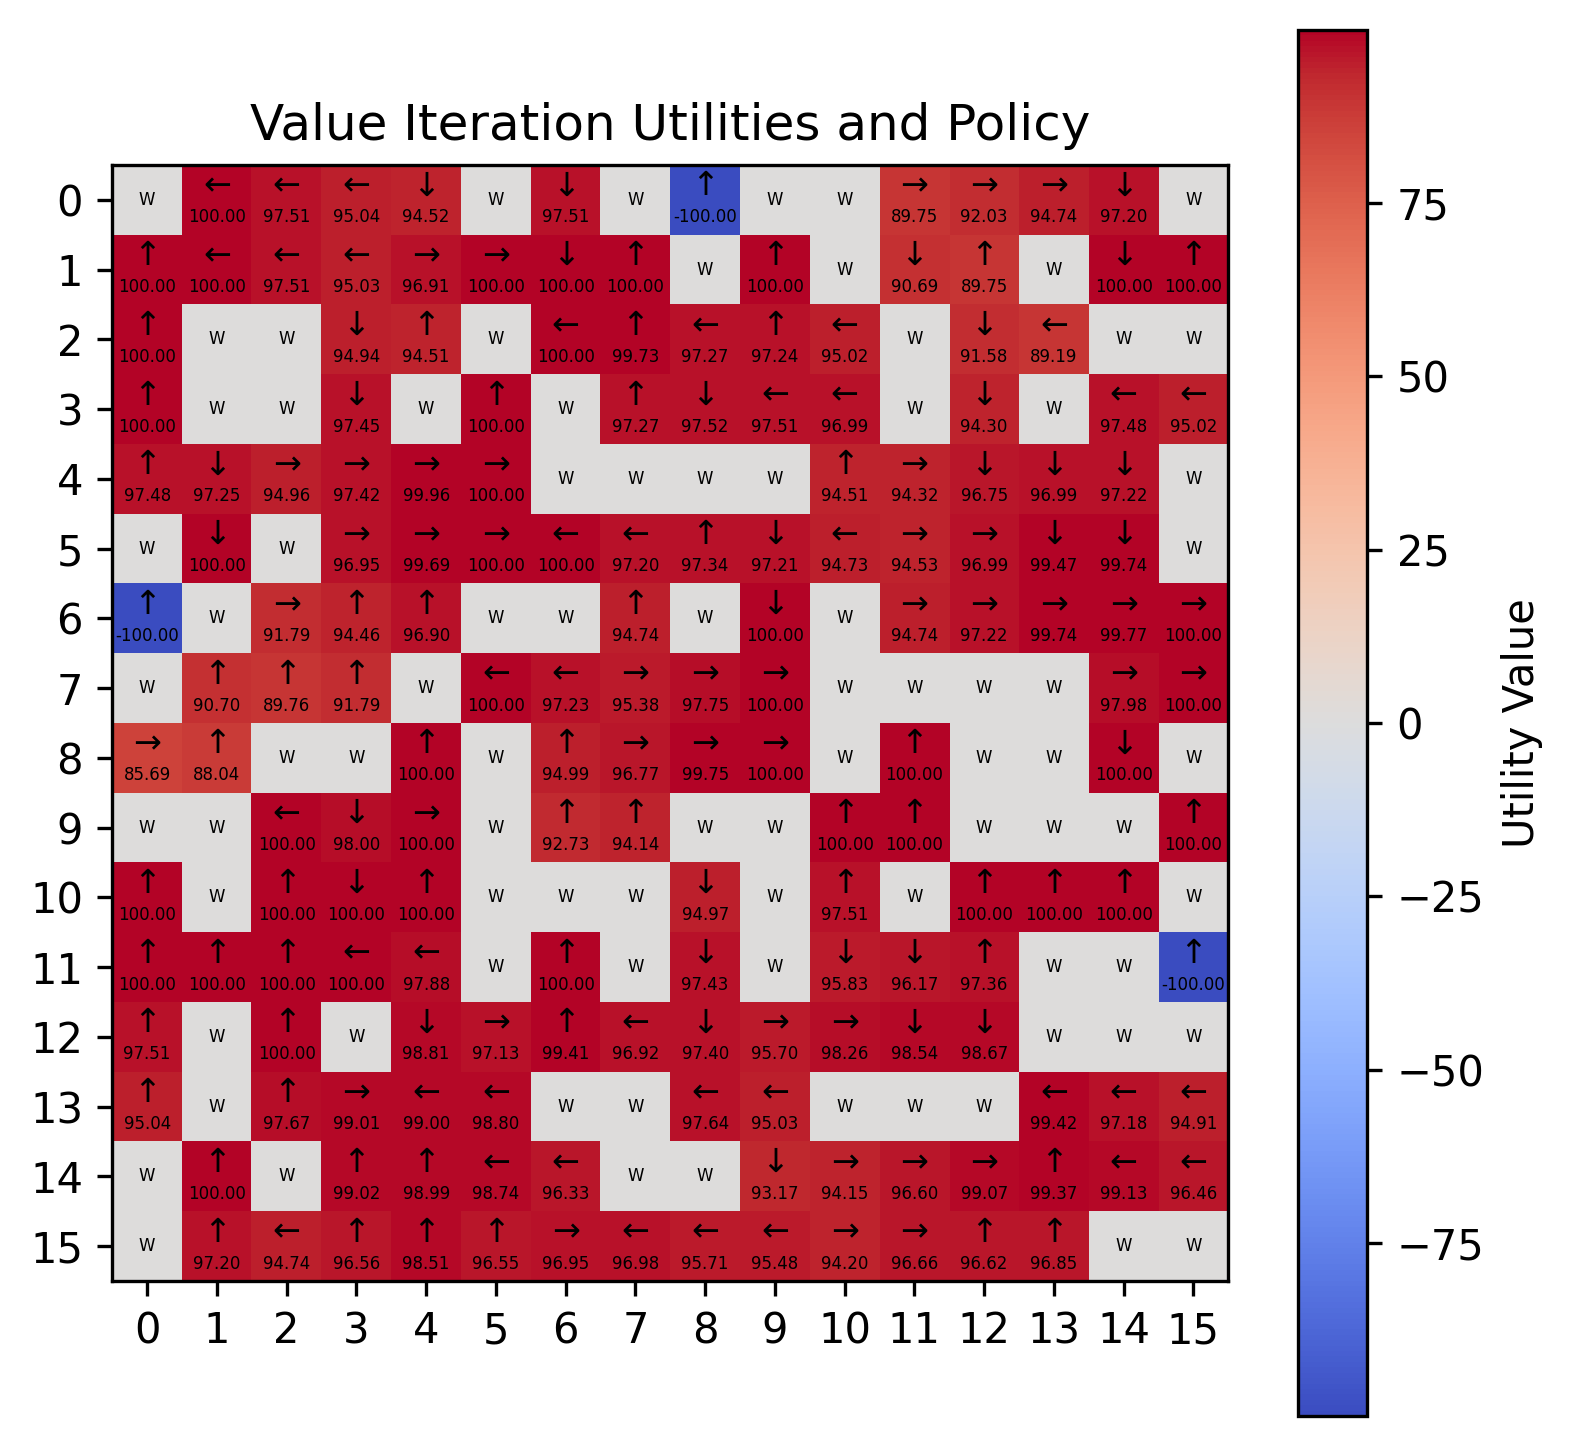 Value Iteration Utilities and Policy
0 W ← ← ← ↓ W ↓ W ↑ W W → → → ↓ W
100.00 97.51 95.04 94.52 97.51 -100.00 89.75 92.03 94.74 97.20
1 ↑ ← ← ← → → ↓ ↑ W ↑ W ↓ ↑ W ↓ ↑
100.00 100.00 97.51 95.03 96.91 100.00 100.00 100.00 100.00 90.69 89.75 100.00 100.00
2 ↑ W W ↓ ↑ W ← ↑ ← ↑ ← W ↓ ← W W
100.00 94.94 94.51 100.00 99.73 97.27 97.24 95.02 91.58 89.19
3 ↑ W W ↓ W ↑ W ↑ ↓ ← ← W ↓ W ← ←
100.00 97.45 100.00 97.27 97.52 97.51 96.99 94.30 97.48 95.02
4 ↑ ↓ → → → → W W W W ↑ → ↓ ↓ ↓ W
97.48 97.25 94.96 97.42 99.96 100.00 94.51 94.32 96.75 96.99 97.22
5 W ↓ W → → → ← ← ↑ ↓ ← → → ↓ ↓ W
100.00 96.95 99.69 100.00 100.00 97.20 97.34 97.21 94.73 94.53 96.99 99.47 99.74
6 ↑ W → ↑ ↑ W W ↑ W ↓ W → → → → →
-100.00 91.79 94.46 96.90 94.74 100.00 94.74 97.22 99.74 99.77 100.00
7 W ↑ ↑ ↑ W ← ← → → → W W W W → →
90.70 89.76 91.79 100.00 97.23 95.38 97.75 100.00 97.98 100.00
8 → ↑ W W ↑ W ↑ → → → W ↑ W W ↓ W
85.69 88.04 100.00 94.99 96.77 99.75 100.00 100.00 100.00
9 W W ← ↓ → W ↑ ↑ W W ↑ ↑ W W W ↑
100.00 98.00 100.00 92.73 94.14 100.00 100.00 100.00
10 ↑ W ↑ ↓ ↑ W W W ↓ W ↑ W ↑ ↑ ↑ W
100.00 100.00 100.00 100.00 94.97 97.51 100.00 100.00 100.00
11 ↑ ↑ ↑ ← ← W ↑ W ↓ W ↓ ↓ ↑ W W ↑
100.00 100.00 100.00 100.00 97.88 100.00 97.43 95.83 96.17 97.36 -100.00
12 ↑ W ↑ W ↓ → ↑ ← ↓ → → ↓ ↓ W W W
97.51 100.00 98.81 97.13 99.41 96.92 97.40 95.70 98.26 98.54 98.67
13 ↑ W ↑ → ← ← W W ← ← W W W ← ← ←
95.04 97.67 99.01 99.00 98.80 97.64 95.03 99.42 97.18 94.91
14 W ↑ W ↑ ↑ ← ← W W ↓ → → → ↑ ← ←
100.00 99.02 98.99 98.74 96.33 93.17 94.15 96.60 99.07 99.37 99.13 96.46
15 W ↑ ← ↑ ↑ ↑ → ← ← ← → → ↑ ↑ W W
97.20 94.74 96.56 98.51 96.55 96.95 96.98 95.71 95.48 94.20 96.66 96.62 96.85
0 1 2 3 4 5 6 7 8 9 10 11 12 13 14 15
75
50
25
0
−25
−50
−75
Utility Value